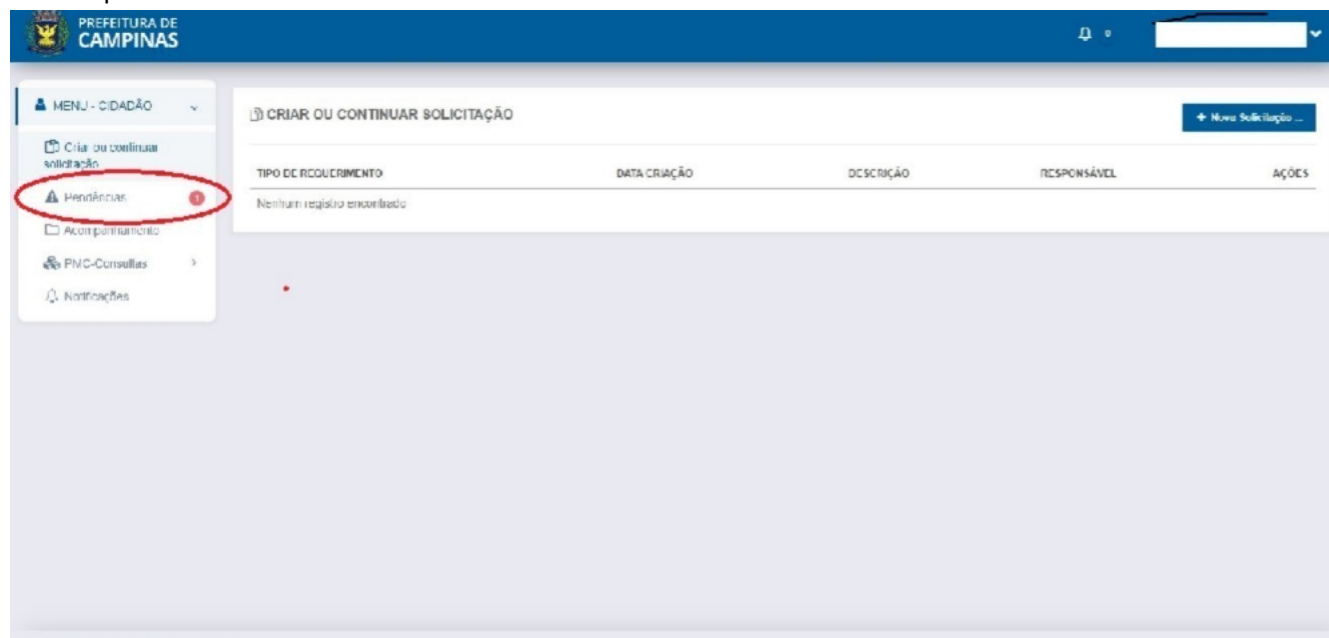 PREFEITURA DE
CAMPINAS
MENU - CIDADÃO
CRIAR OU CONTINUAR SOLICITAÇÃO
+ Nova Solicitação ...
Criar ou continuar
solicitação
TIPO DE REQUERIMENTO DATA CRIAÇÃO DESCRIÇÃO RESPONSÁVEL AÇÕES
Pendências 1
Nenhum registro encontrado
Acompanhamento
PMC-Consultas
Notificações